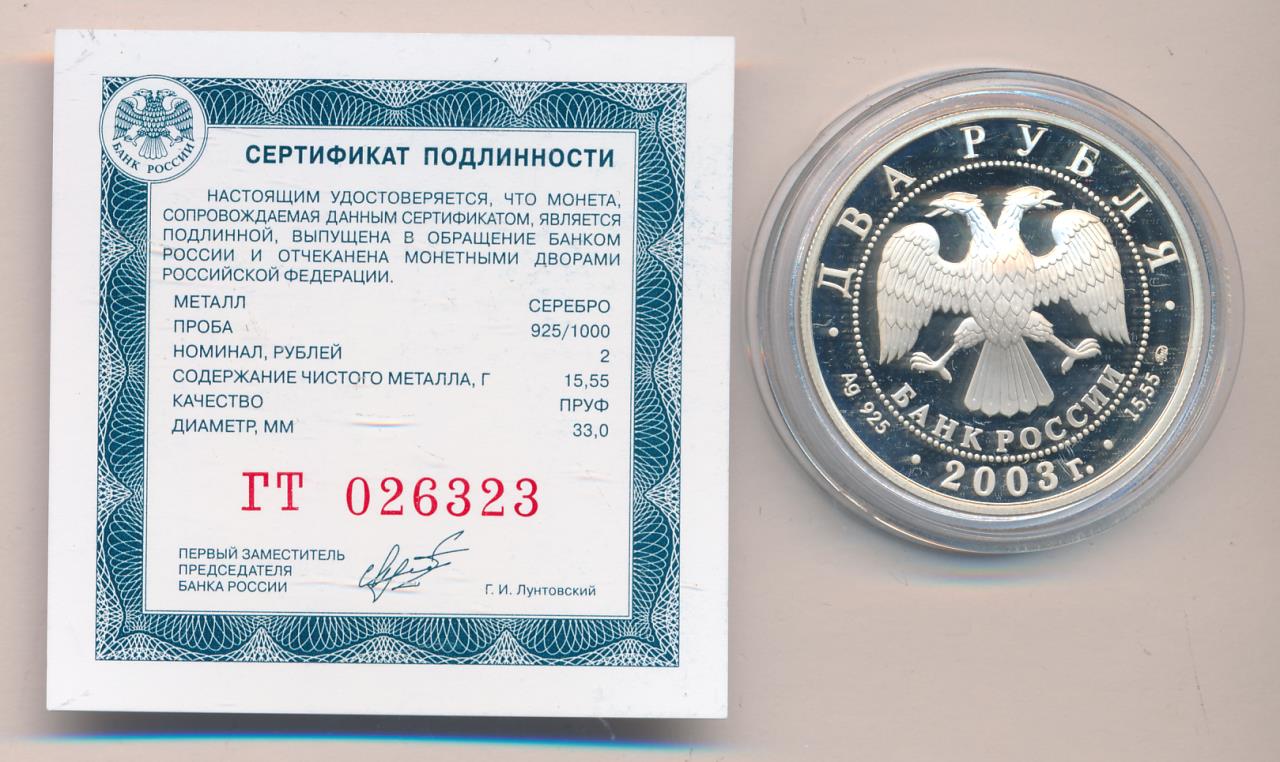 БАНК РОССИИ
СЕРТИФИКАТ ПОДЛИННОСТИ
НАСТОЯЩИМ УДОСТОВЕРЯЕТСЯ, ЧТО МОНЕТА,
СОПРОВОЖДАЕМАЯ ДАННЫМ СЕРТИФИКАТОМ, ЯВЛЯЕТСЯ
ПОДЛИННОЙ, ВЫПУЩЕНА В ОБРАЩЕНИЕ БАНКОМ
РОССИИ И ОТЧЕКАНЕНА МОНЕТНЫМИ ДВОРАМИ
РОССИЙСКОЙ ФЕДЕРАЦИИ.
МЕТАЛЛ СЕРЕБРО
ПРОБА 925/1000
НОМИНАЛ, РУБЛЕЙ 2
СОДЕРЖАНИЕ ЧИСТОГО МЕТАЛЛА, Г 15,55
КАЧЕСТВО ПРУФ
ДИАМЕТР, ММ 33,0
ГТ 026323
ПЕРВЫЙ ЗАМЕСТИТЕЛЬ
ПРЕДСЕДАТЕЛЯ
БАНКА РОССИИ
Г. И. Лунтовский
ДВА РУБЛЯ
Ag 925
БАНК РОССИИ
15,55
• 2003 г. •